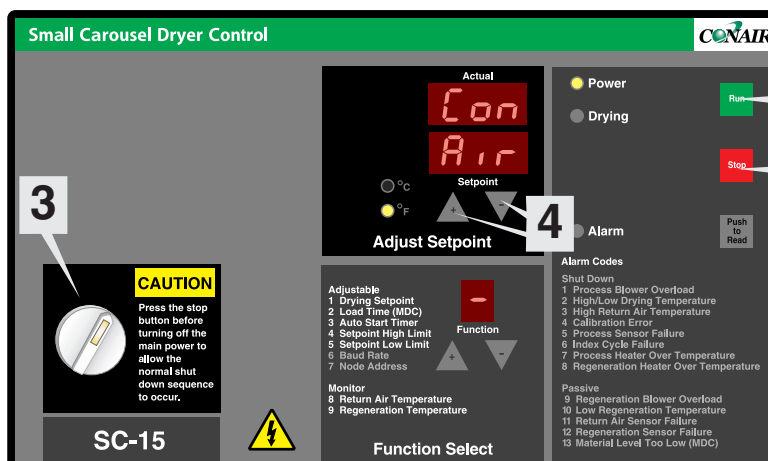 Small Carousel Dryer Control
CONAIR
Actual
Con
Air
Setpoint
°C
°F
+
-
Adjust Setpoint
Power
Drying
Alarm
Run
Stop
Push
to
Read
3
4
CAUTION
Press the stop
button before
turning off the
main power to
allow the
normal shut
down sequence
to occur.
SC-15
Adjustable
1 Drying Setpoint
2 Load Time (MDC)
3 Auto Start Timer
4 Setpoint High Limit
5 Setpoint Low Limit
6 Baud Rate
7 Node Address
Monitor
8 Return Air Temperature
9 Regeneration Temperature
-
Function
+
-
Function Select
Alarm Codes
Shut Down
1 Process Blower Overload
2 High/Low Drying Temperature
3 High Return Air Temperature
4 Calibration Error
5 Process Sensor Failure
6 Index Cycle Failure
7 Process Heater Over Temperature
8 Regeneration Heater Over Temperature
Passive
9 Regeneration Blower Overload
10 Low Regeneration Temperature
11 Return Air Sensor Failure
12 Regeneration Sensor Failure
13 Material Level Too Low (MDC)